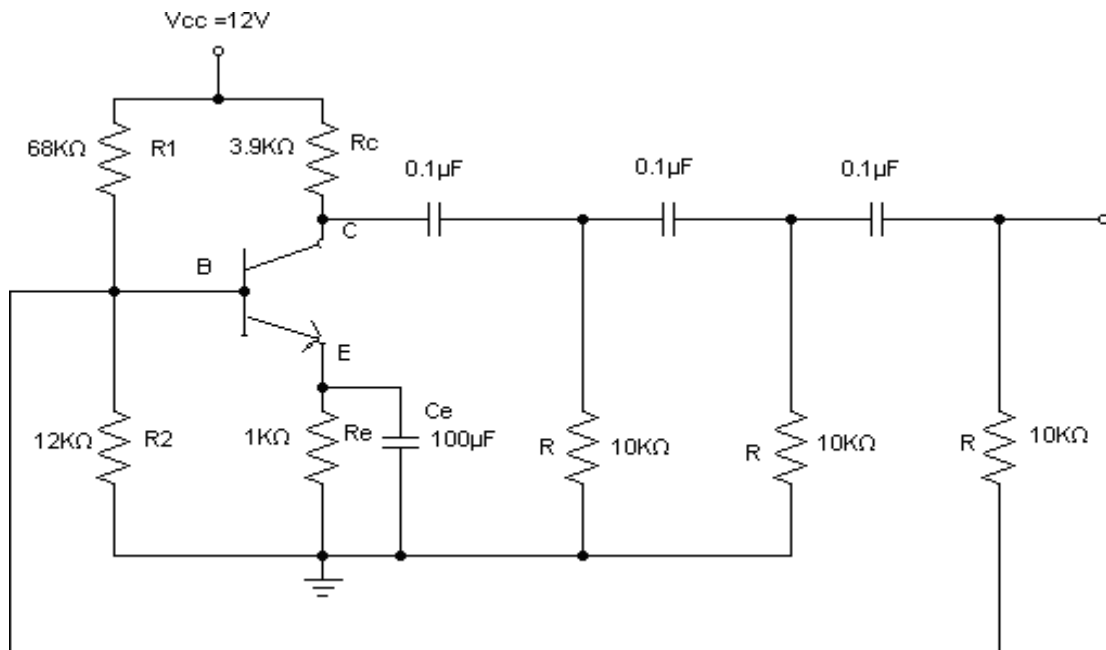 Vcc =12V
68KΩ
R1
3.9KΩ
Rc
0.1µF
0.1µF
0.1µF
C
B
E
12KΩ
R2
1KΩ
Re
Ce
100µF
R
10KΩ
R
10KΩ
R
10KΩ